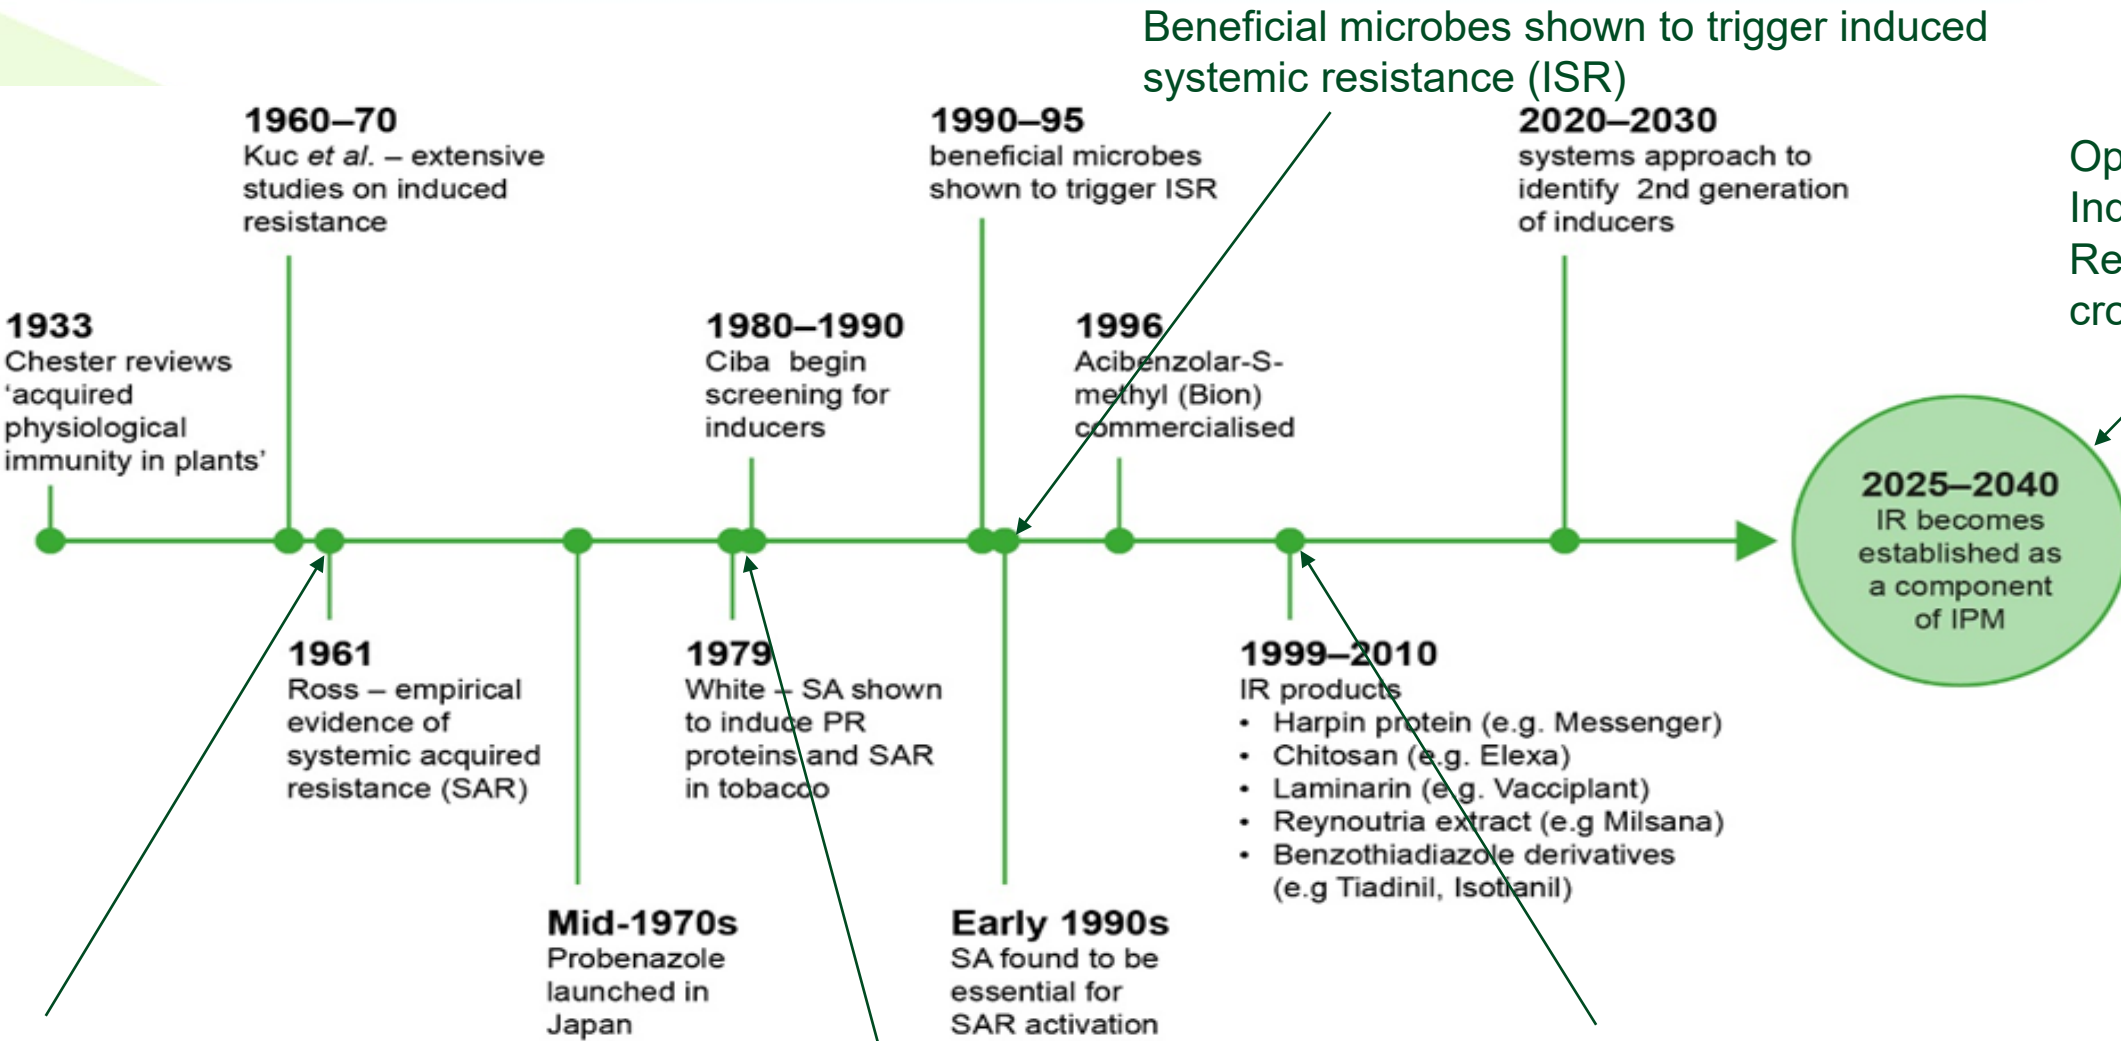 Beneficial microbes shown to trigger induced
systemic resistance (ISR)
1960–70
Kuc et al. – extensive
studies on induced
resistance
1990–95
beneficial microbes
shown to trigger ISR
2020–2030
systems approach to
identify 2nd generation
of inducers
1933
Chester reviews
‘acquired
physiological
immunity in plants’
1980–1990
Ciba begin
screening for
inducers
1996
Acibenzolar-S-
methyl (Bion)
commercialised
2025–2040
IR becomes
established as
a component
of IPM
1961
Ross – empirical
evidence of
systemic acquired
resistance (SAR)
1979
White – SA shown
to induce PR
proteins and SAR
in tobacco
1999–2010
IR products
• Harpin protein (e.g. Messenger)
• Chitosan (e.g. Elexa)
• Laminarin (e.g. Vacciplant)
• Reynoutria extract (e.g Milsana)
• Benzothiadiazole derivatives
(e.g Tiadinil, Isotianil)
Mid-1970s
Probenazole
launched in
Japan
Early 1990s
SA found to be
essential for
SAR activation